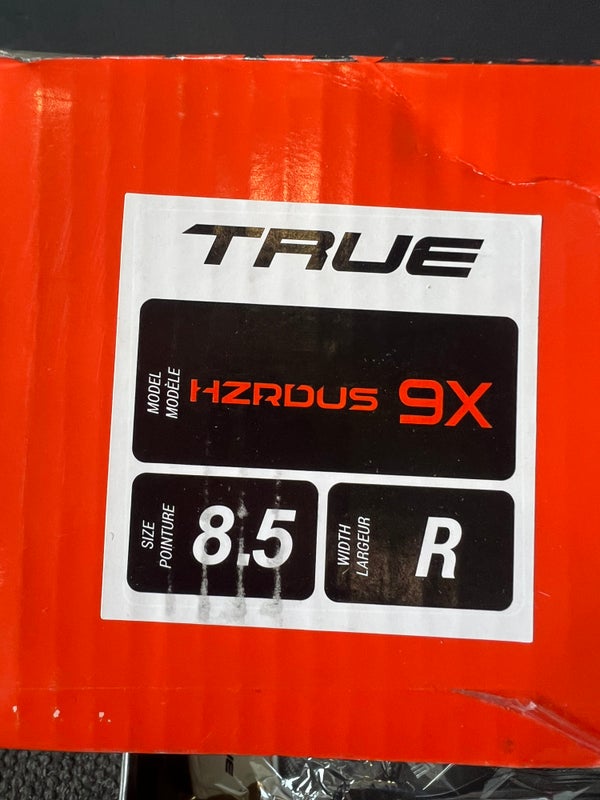 TRUE
MODEL
MODÈLE
HZRDUS 9X
SIZE
POINTURE
8.5
WIDTH
LARGEUR
R